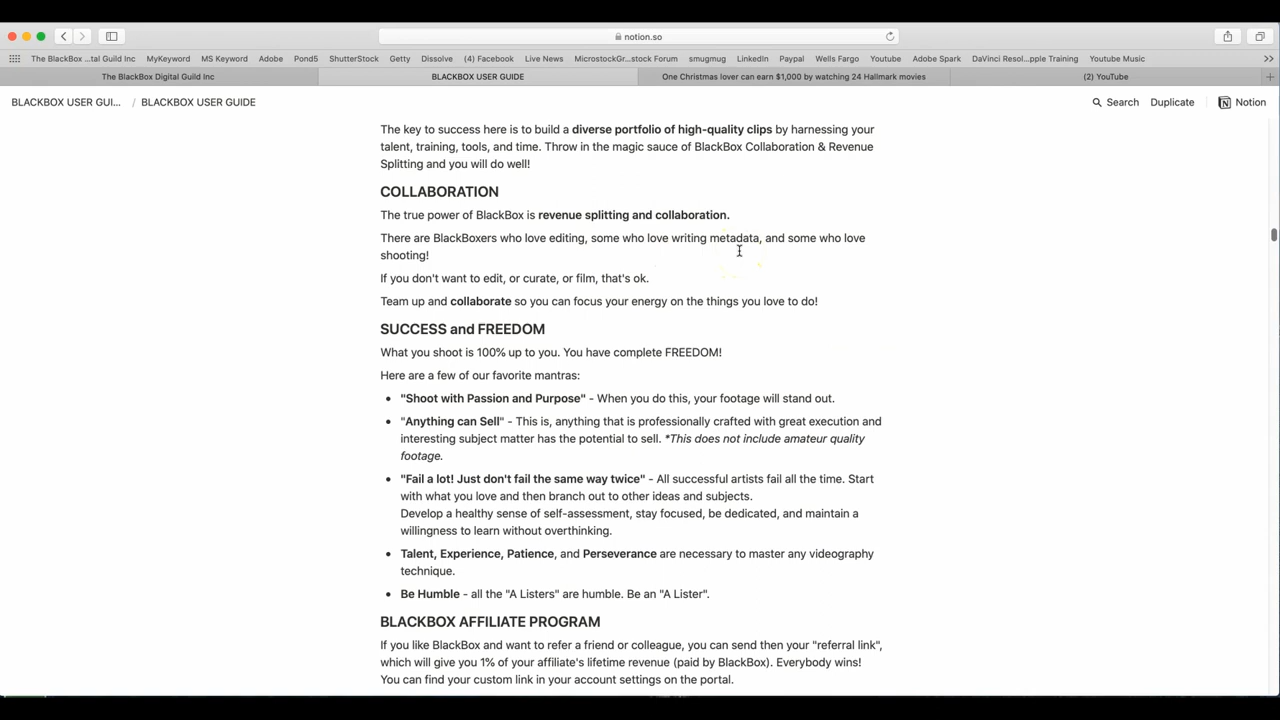 notion.so
The BlackBox ...tal Guild Inc MyKeyword MS Keyword Adobe Pond5 ShutterStock Getty Dissolve (4) Facebook Live News MicrostockGr...stock Forum smugmug LinkedIn Paypal Wells Fargo Youtube Adobe Spark DaVinci Resol...pple Training Youtube Music
The BlackBox Digital Guild Inc BLACKBOX USER GUIDE One Christmas lover can earn $1,000 by watching 24 Hallmark movies (2) YouTube
BLACKBOX USER GUI... / BLACKBOX USER GUIDE Search Duplicate Notion
The key to success here is to build a diverse portfolio of high-quality clips by harnessing your
talent, training, tools, and time. Throw in the magic sauce of BlackBox Collaboration & Revenue
Splitting and you will do well!
COLLABORATION
The true power of BlackBox is revenue splitting and collaboration.
There are BlackBoxers who love editing, some who love writing metadata, and some who love
shooting!
If you don't want to edit, or curate, or film, that's ok.
Team up and collaborate so you can focus your energy on the things you love to do!
SUCCESS and FREEDOM
What you shoot is 100% up to you. You have complete FREEDOM!
Here are a few of our favorite mantras:
• "Shoot with Passion and Purpose" - When you do this, your footage will stand out.
• "Anything can Sell" - This is, anything that is professionally crafted with great execution and
interesting subject matter has the potential to sell. *This does not include amateur quality
footage.
• "Fail a lot! Just don't fail the same way twice" - All successful artists fail all the time. Start
with what you love and then branch out to other ideas and subjects.
Develop a healthy sense of self-assessment, stay focused, be dedicated, and maintain a
willingness to learn without overthinking.
• Talent, Experience, Patience, and Perseverance are necessary to master any videography
technique.
• Be Humble - all the "A Listers" are humble. Be an "A Lister".
BLACKBOX AFFILIATE PROGRAM
If you like BlackBox and want to refer a friend or colleague, you can send then your "referral link",
which will give you 1% of your affiliate's lifetime revenue (paid by BlackBox). Everybody wins!
You can find your custom link in your account settings on the portal.